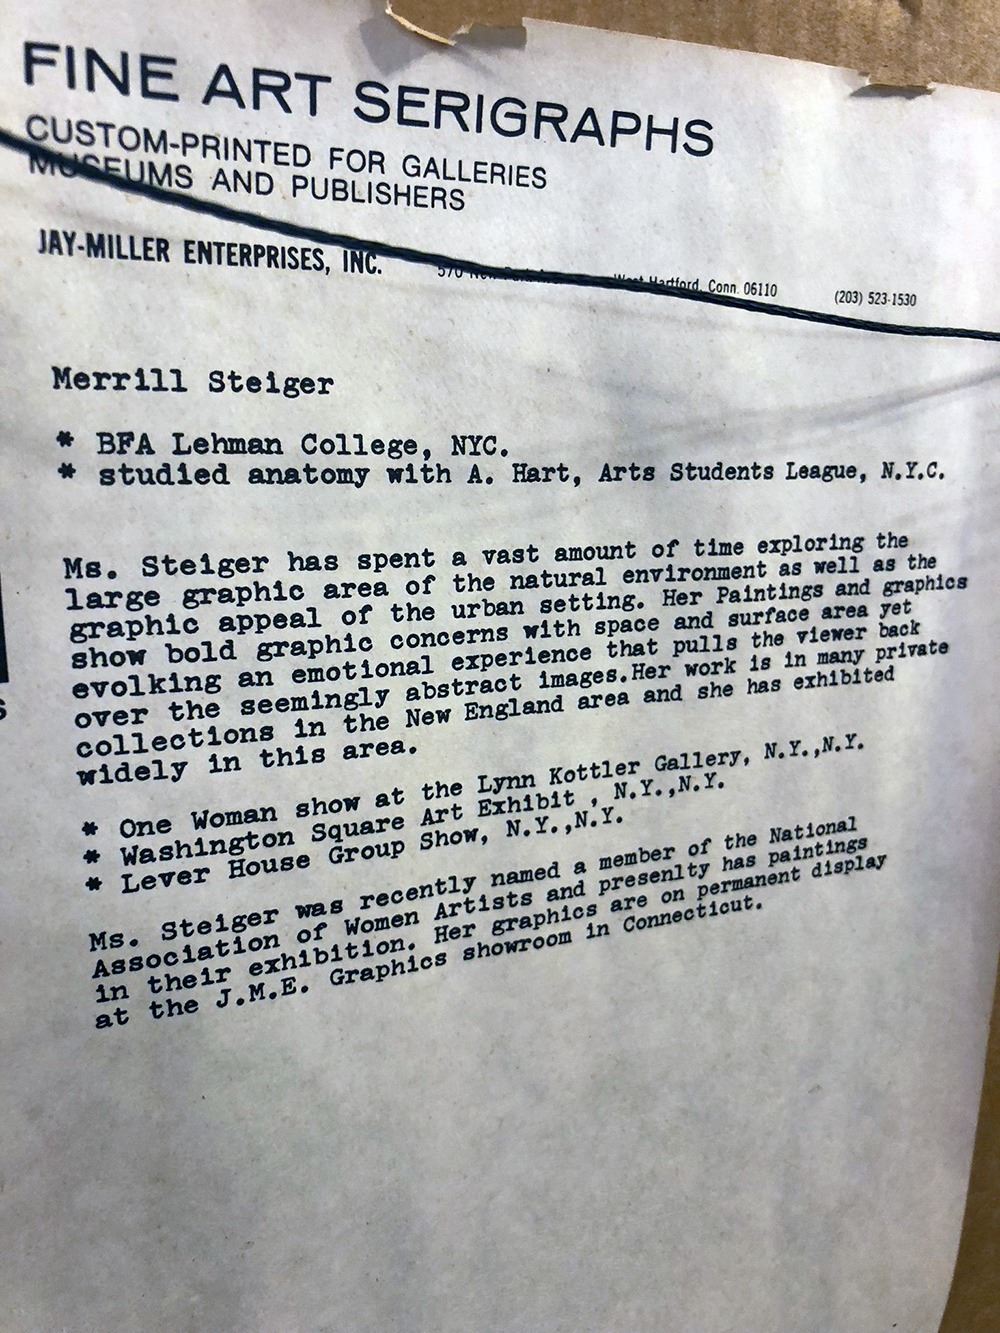 FINE ART SERIGRAPHS
CUSTOM-PRINTED FOR GALLERIES
MUSEUMS AND PUBLISHERS
JAY-MILLER ENTERPRISES, INC. 570 West Hartford, Conn. 06110 (203) 523-1530
Merrill Steiger
* BFA Lehman College, NYC.
* studied anatomy with A. Hart, Arts Students League, N.Y.C.
Ms. Steiger has spent a vast amount of time exploring the
large graphic area of the natural environment as well as the
graphic appeal of the urban setting. Her Paintings and graphics
show bold graphic concerns with space and surface area yet
evolking an emotional experience that pulls the viewer back
over the seemingly abstract images.Her work is in many private
collections in the New England area and she has exhibited
widely in this area.
* One Woman show at the Lynn Kottler Gallery, N.Y.,N.Y.
* Washington Square Art Exhibit , N.Y.,N.Y.
* Lever House Group Show, N.Y.,N.Y.
Ms. Steiger was recently named a member of the National
Association of Women Artists and presenlty has paintings
in their exhibition. Her graphics are on permanent display
at the J.M.E. Graphics showroom in Connecticut.